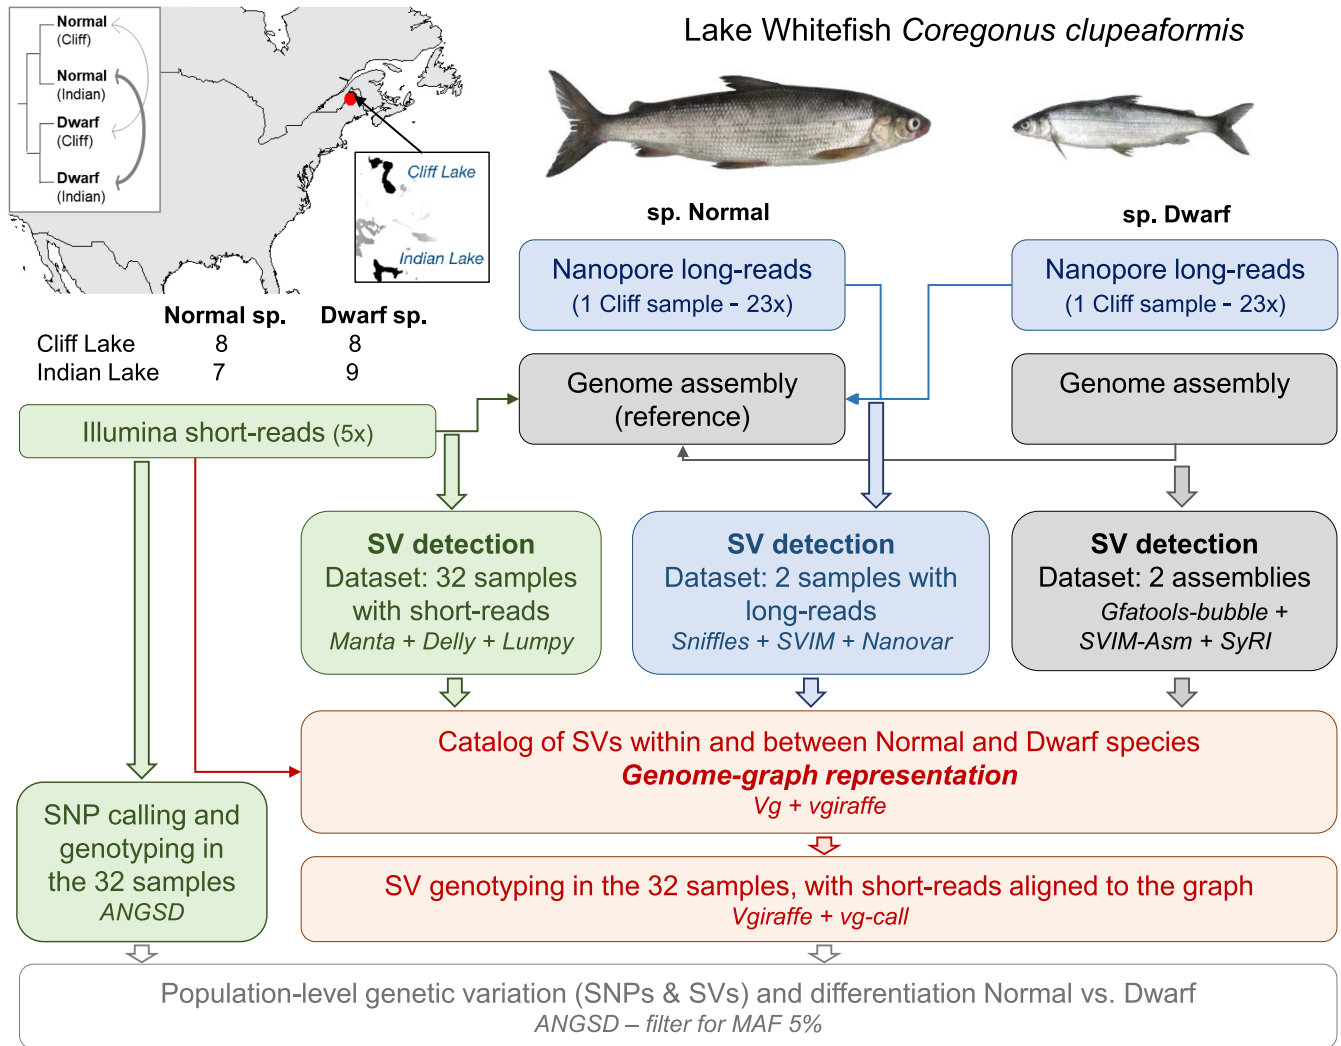 Normal
(Cliff)
Normal
(Indian)
Dwarf
(Cliff)
Dwarf
(Indian)
Cliff Lake
Indian Lake
Lake Whitefish Coregonus clupeaformis
sp. Normal
sp. Dwarf
Normal sp. Dwarf sp.
Cliff Lake 8 8
Indian Lake 7 9
Nanopore long-reads
(1 Cliff sample - 23x)
Nanopore long-reads
(1 Cliff sample - 23x)
Genome assembly
(reference)
Genome assembly
Illumina short-reads (5x)
SV detection
Dataset: 32 samples
with short-reads
Manta + Delly + Lumpy
SV detection
Dataset: 2 samples with
long-reads
Sniffles + SVIM + Nanovar
SV detection
Dataset: 2 assemblies
Gfatools-bubble +
SVIM-Asm + SyRI
Catalog of SVs within and between Normal and Dwarf species
Genome-graph representation
Vg + vgiraffe
SNP calling and
genotyping in
the 32 samples
ANGSD
SV genotyping in the 32 samples, with short-reads aligned to the graph
Vgiraffe + vg-call
Population-level genetic variation (SNPs & SVs) and differentiation Normal vs. Dwarf
ANGSD – filter for MAF 5%